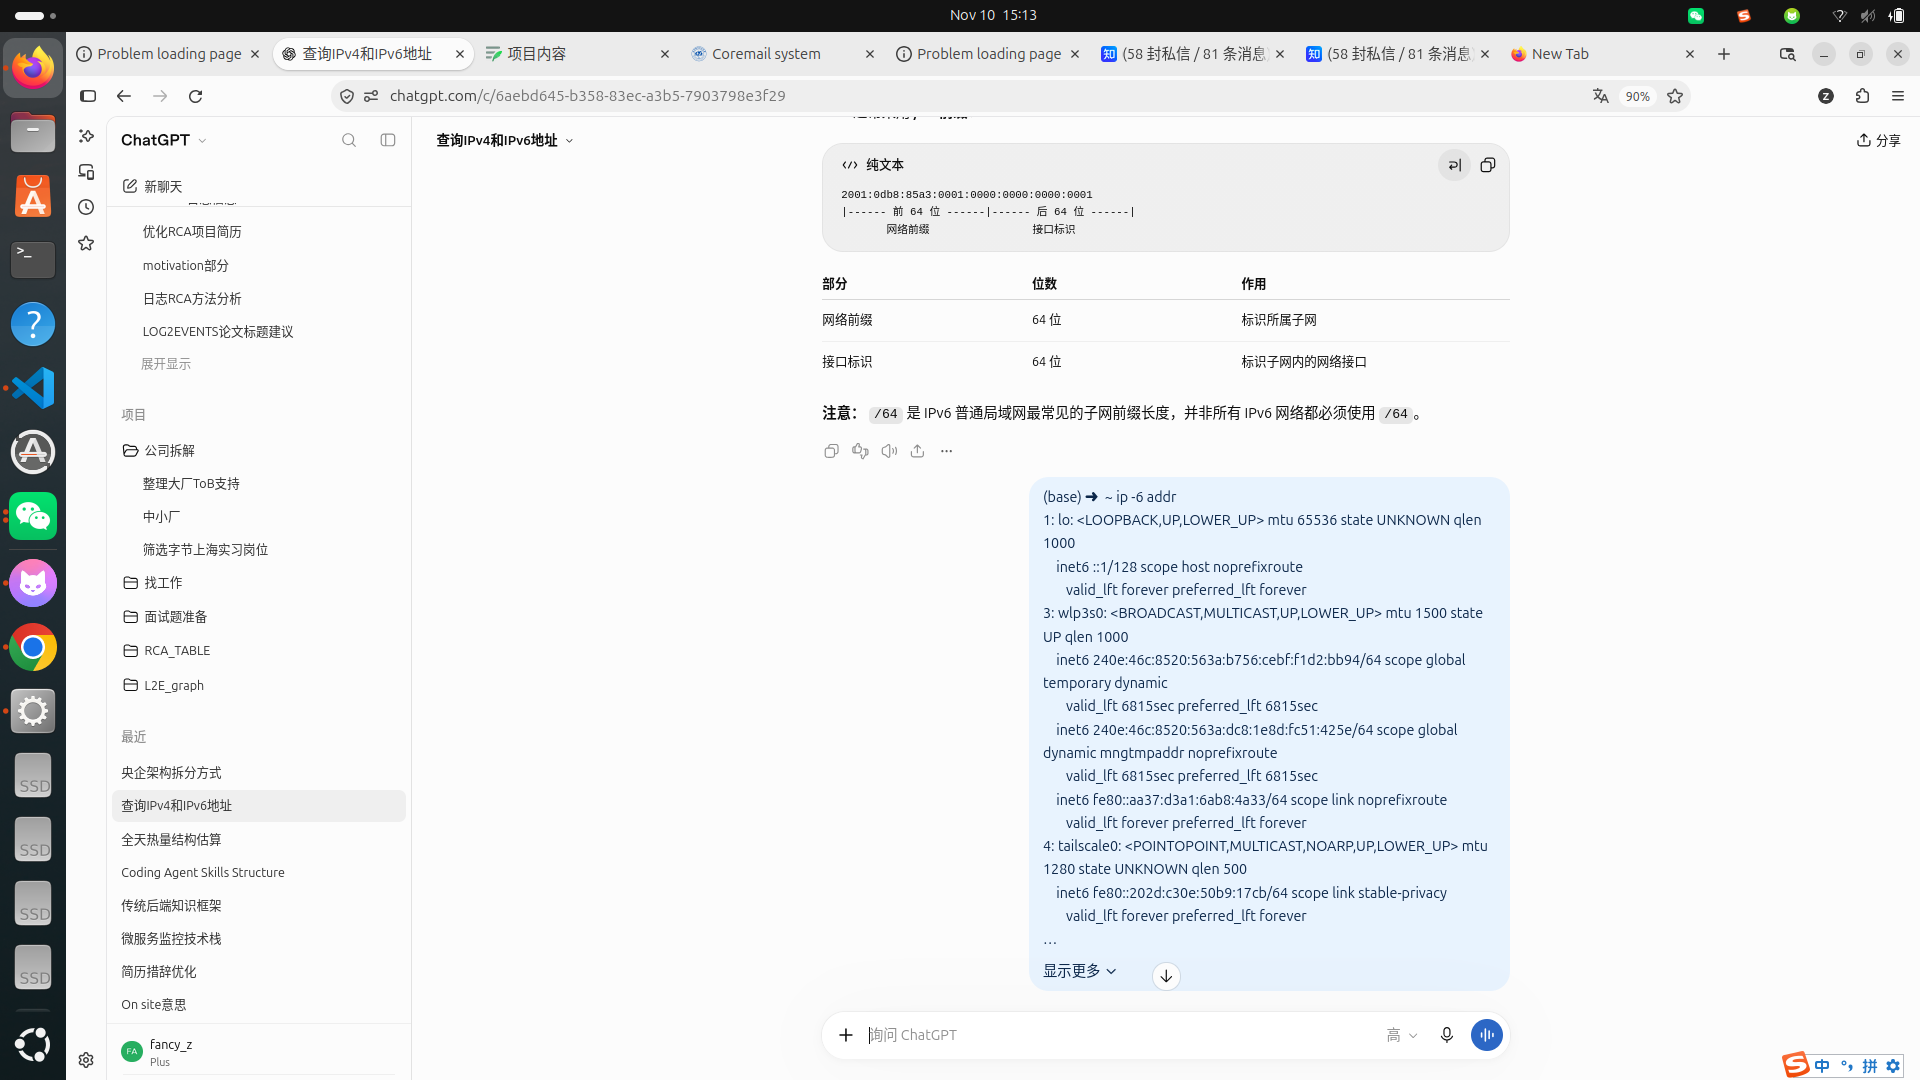 Nov 10 15:13
Problem loading page
查询IPv4和IPv6地址
项目内容
Coremail system
Problem loading page
(58 封私信 / 81 条消息
(58 封私信 / 81 条消息
New Tab
chatgpt.com/c/6aebd645-b358-83ec-a3b5-7903798e3f29
90%
Z
ChatGPT
新聊天
优化RCA项目简历
motivation部分
日志RCA方法分析
LOG2EVENTS论文标题建议
展开显示
项目
公司拆解
整理大厂ToB支持
中小厂
筛选字节上海实习岗位
找工作
面试题准备
RCA_TABLE
L2E_graph
最近
央企架构拆分方式
查询IPv4和IPv6地址
全天热量结构估算
Coding Agent Skills Structure
传统后端知识框架
微服务监控技术栈
简历措辞优化
On site意思
FA
fancy_z
Plus
SSD
SSD
SSD
SSD
查询IPv4和IPv6地址
分享
纯文本
2001:0db8:85a3:0001:0000:0000:0000:0001
|------ 前 64 位 ------|------ 后 64 位 ------|
网络前缀 接口标识
部分 位数 作用
网络前缀 64 位 标识所属子网
接口标识 64 位 标识子网内的网络接口
注意： /64 是 IPv6 普通局域网最常见的子网前缀长度，并非所有 IPv6 网络都必须使用 /64 。
(base) ➜ ~ ip -6 addr
1: lo: <LOOPBACK,UP,LOWER_UP> mtu 65536 state UNKNOWN qlen
1000
inet6 ::1/128 scope host noprefixroute
valid_lft forever preferred_lft forever
3: wlp3s0: <BROADCAST,MULTICAST,UP,LOWER_UP> mtu 1500 state
UP qlen 1000
inet6 240e:46c:8520:563a:b756:cebf:f1d2:bb94/64 scope global
temporary dynamic
valid_lft 6815sec preferred_lft 6815sec
inet6 240e:46c:8520:563a:dc8:1e8d:fc51:425e/64 scope global
dynamic mngtmpaddr noprefixroute
valid_lft 6815sec preferred_lft 6815sec
inet6 fe80::aa37:d3a1:6ab8:4a33/64 scope link noprefixroute
valid_lft forever preferred_lft forever
4: tailscale0: <POINTOPOINT,MULTICAST,NOARP,UP,LOWER_UP> mtu
1280 state UNKNOWN qlen 500
inet6 fe80::202d:c30e:50b9:17cb/64 scope link stable-privacy
valid_lft forever preferred_lft forever
…
显示更多
询问 ChatGPT
高
中 拼